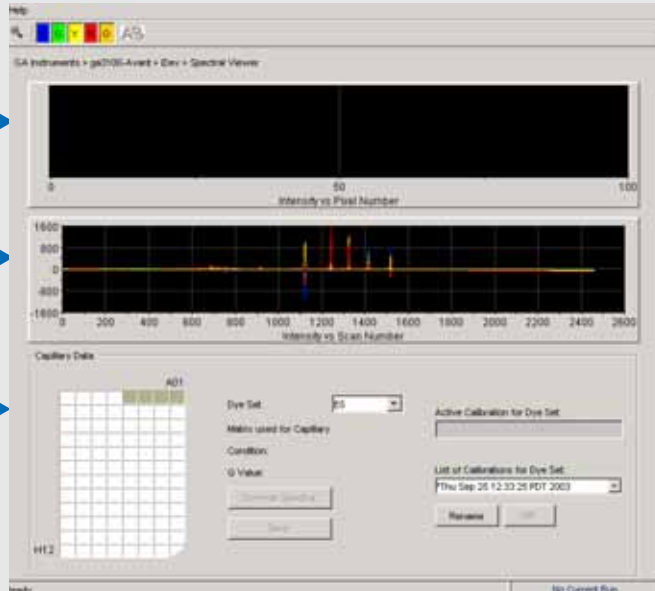 Help
G Y R O
GA Instruments > ga3100-Avant > Elev > Spectral Viewer
0 50 100
Intensity vs Pixel Number
1600
800
0
-800
-1600
0 200 400 600 800 1000 1200 1400 1600 1800 2000 2200 2400 2600
Intensity vs Scan Number
Capillary Data
A01
H12
Dye Set:
Matrix used for Capillary
Condition:
Q Value:
Save
Active Calibration for Dye Set:
List of Calibrations for Dye Set:
*Thu Sep 25 12:33:25 PDT 2003
Rename
Ready
No Current Run